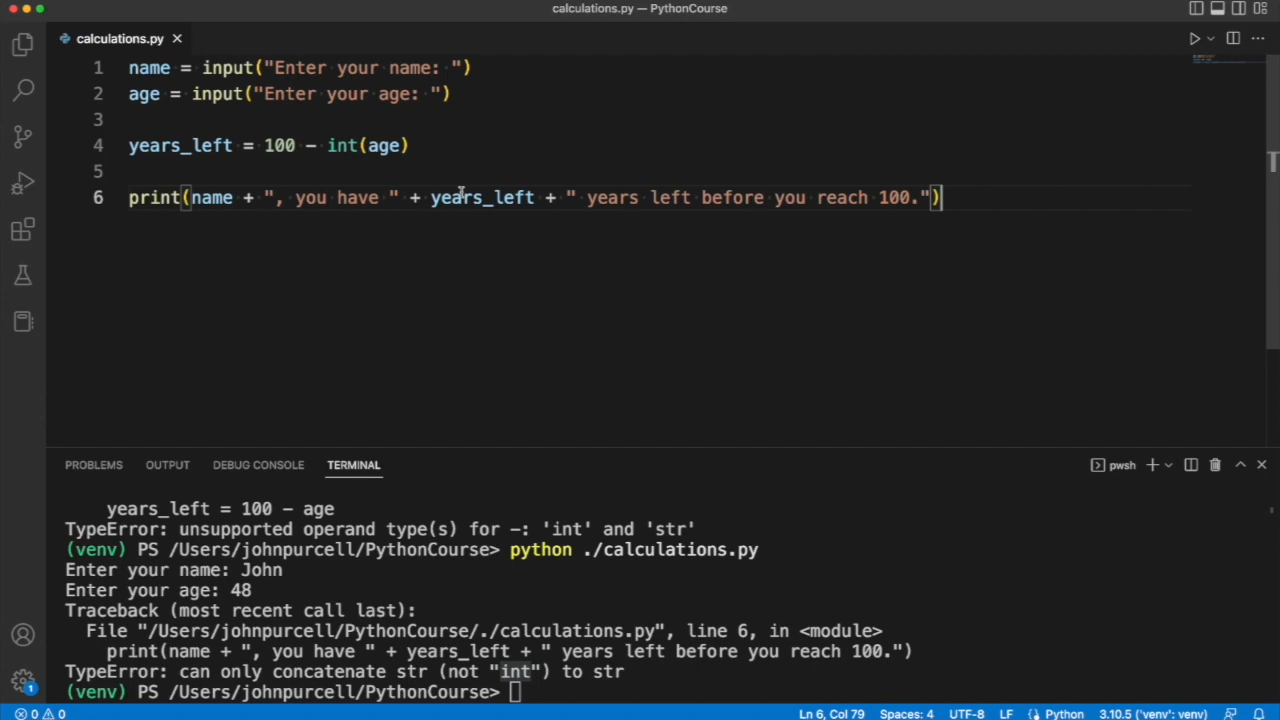 calculations.py — PythonCourse
calculations.py
1 name = input("Enter your name: ")
2 age = input("Enter your age: ")
3
4 years_left = 100 - int(age)
5
6 print(name + ", you have " + years_left + " years left before you reach 100.")
PROBLEMS OUTPUT DEBUG CONSOLE TERMINAL pwsh
years_left = 100 - age
TypeError: unsupported operand type(s) for -: 'int' and 'str'
(venv) PS /Users/johnpurcell/PythonCourse> python ./calculations.py
Enter your name: John
Enter your age: 48
Traceback (most recent call last):
File "/Users/johnpurcell/PythonCourse/./calculations.py", line 6, in <module>
print(name + ", you have " + years_left + " years left before you reach 100.")
TypeError: can only concatenate str (not "int") to str
(venv) PS /Users/johnpurcell/PythonCourse>
1
0 0 Ln 6, Col 79 Spaces: 4 UTF-8 LF Python 3.10.5 ('venv': venv)